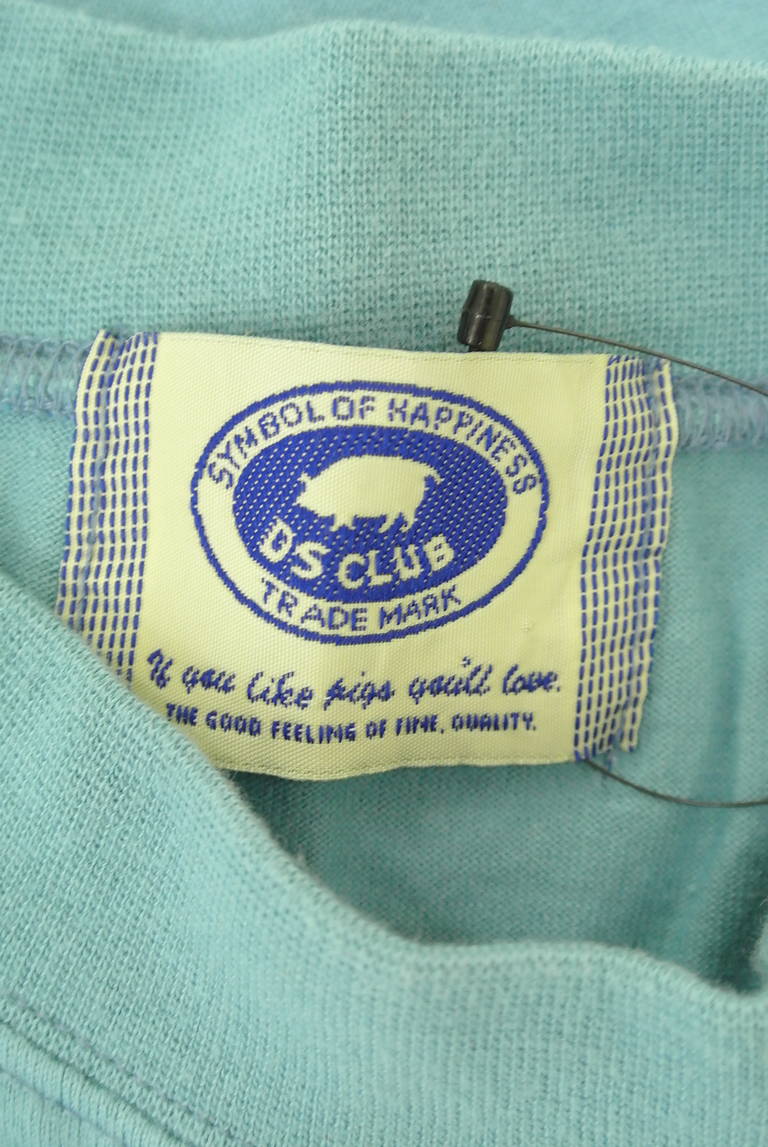 SYMBOL OF HAPPINESS
DS CLUB
TRADE MARK
If you like pigs you'll love.
THE GOOD FEELING OF FINE. QUALITY.